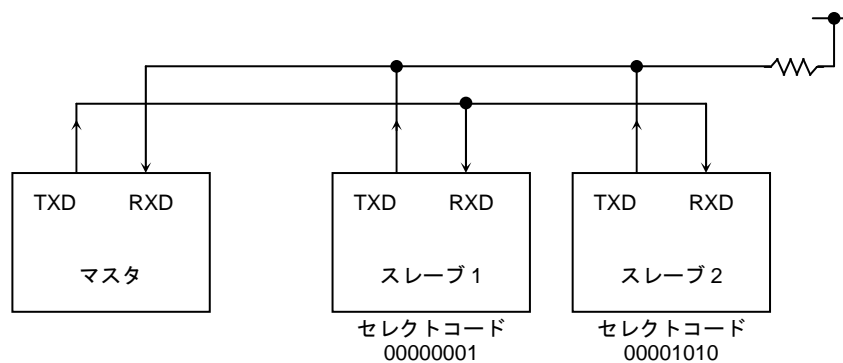 TXD RXD TXD RXD TXD RXD
マスタ スレーブ 1 スレーブ 2
セレクトコード セレクトコード
00000001 00001010